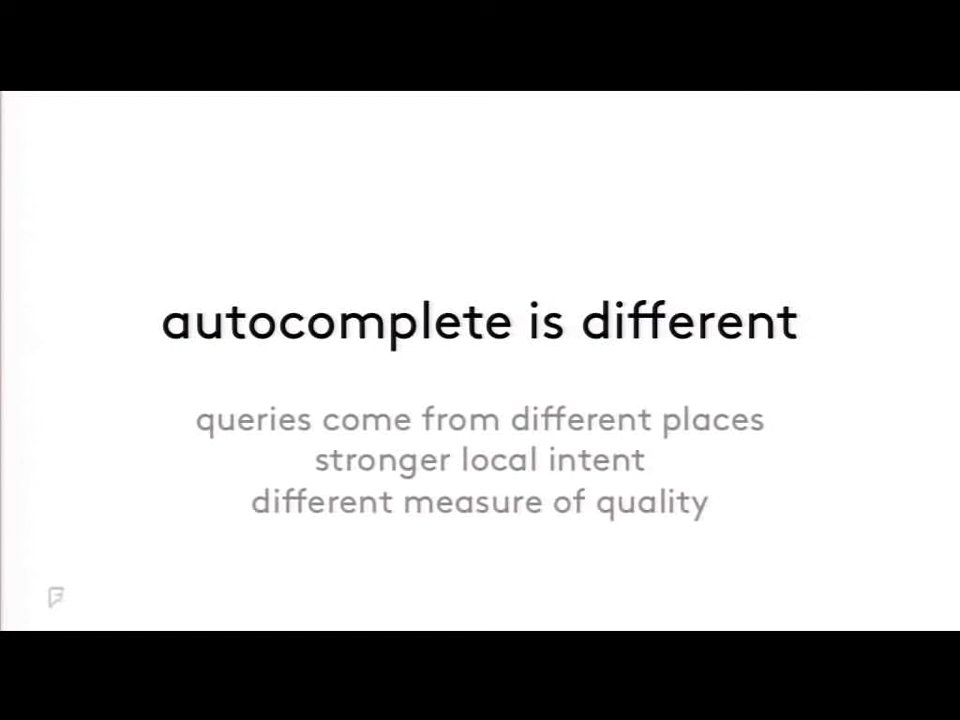 autocomplete is different
queries come from different places
stronger local intent
different measure of quality